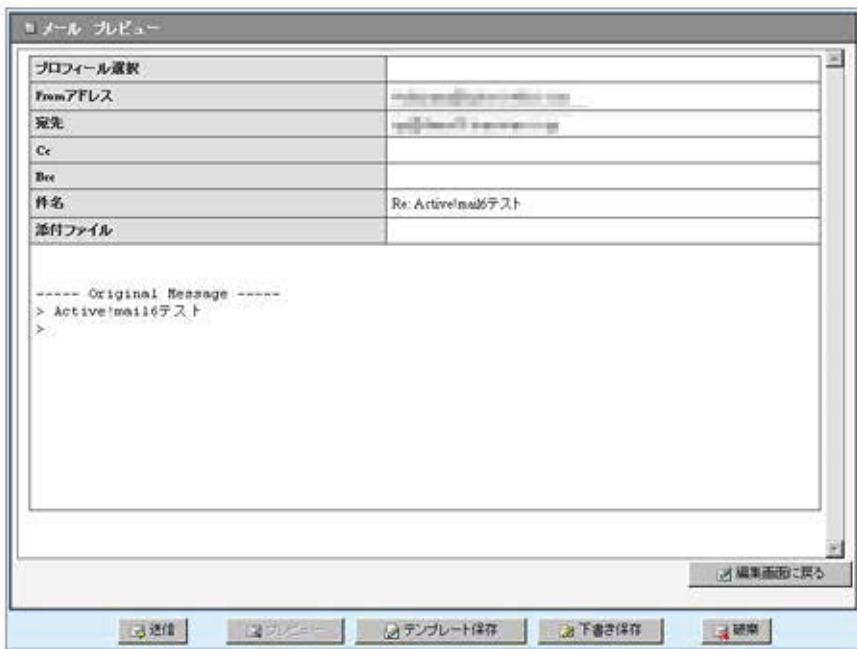 メール プレビュー
プロフィール選択
Fromアドレス
宛先
Cc
Bcc
件名 Re: Active!mail6テスト
添付ファイル
----- Original Message -----
> Active!mail6テスト
>
編集画面に戻る
送信 プレビュー テンプレート保存 下書き保存 破棄